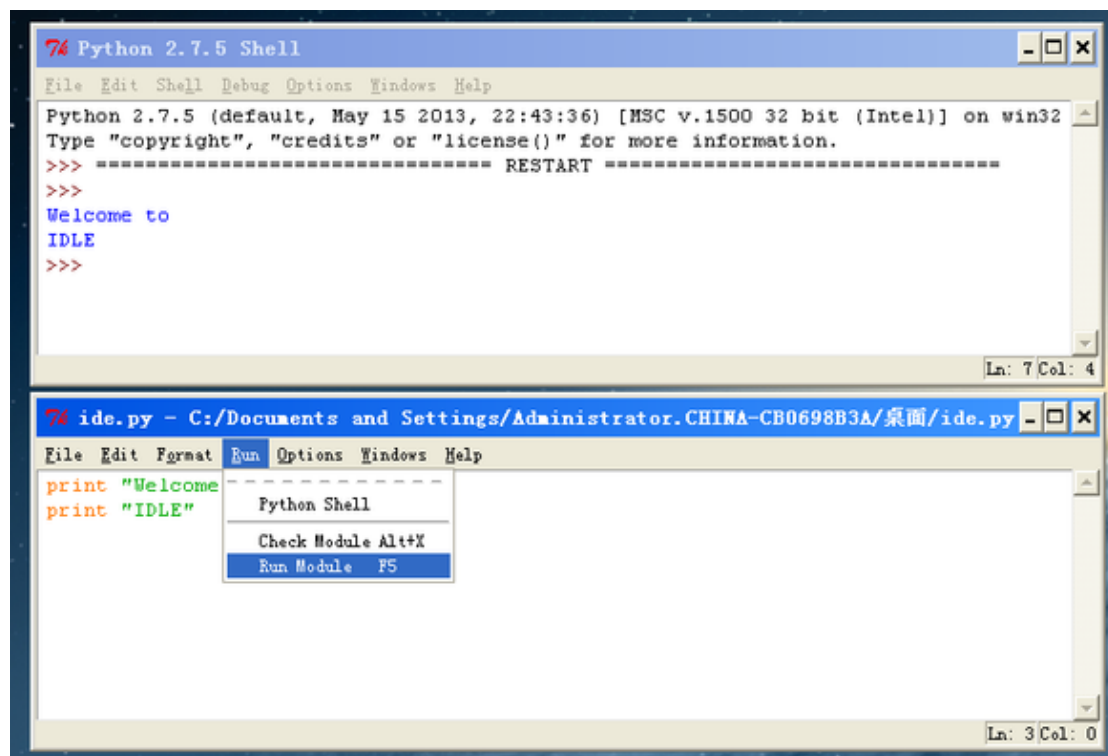 Python 2.7.5 Shell
File Edit Shell Debug Options Windows Help
Python 2.7.5 (default, May 15 2013, 22:43:36) [MSC v.1500 32 bit (Intel)] on win32
Type "copyright", "credits" or "license()" for more information.
>>> ================================ RESTART ================================
>>>
Welcome to
IDLE
>>>
Ln: 7 Col: 4
ide.py - C:/Documents and Settings/Administrator.CHINA-CB0698B3A/桌面/ide.py
File Edit Format Run Options Windows Help
print "Welcome
print "IDLE"
Python Shell
Check Module Alt+X
Run Module F5
Ln: 3 Col: 0